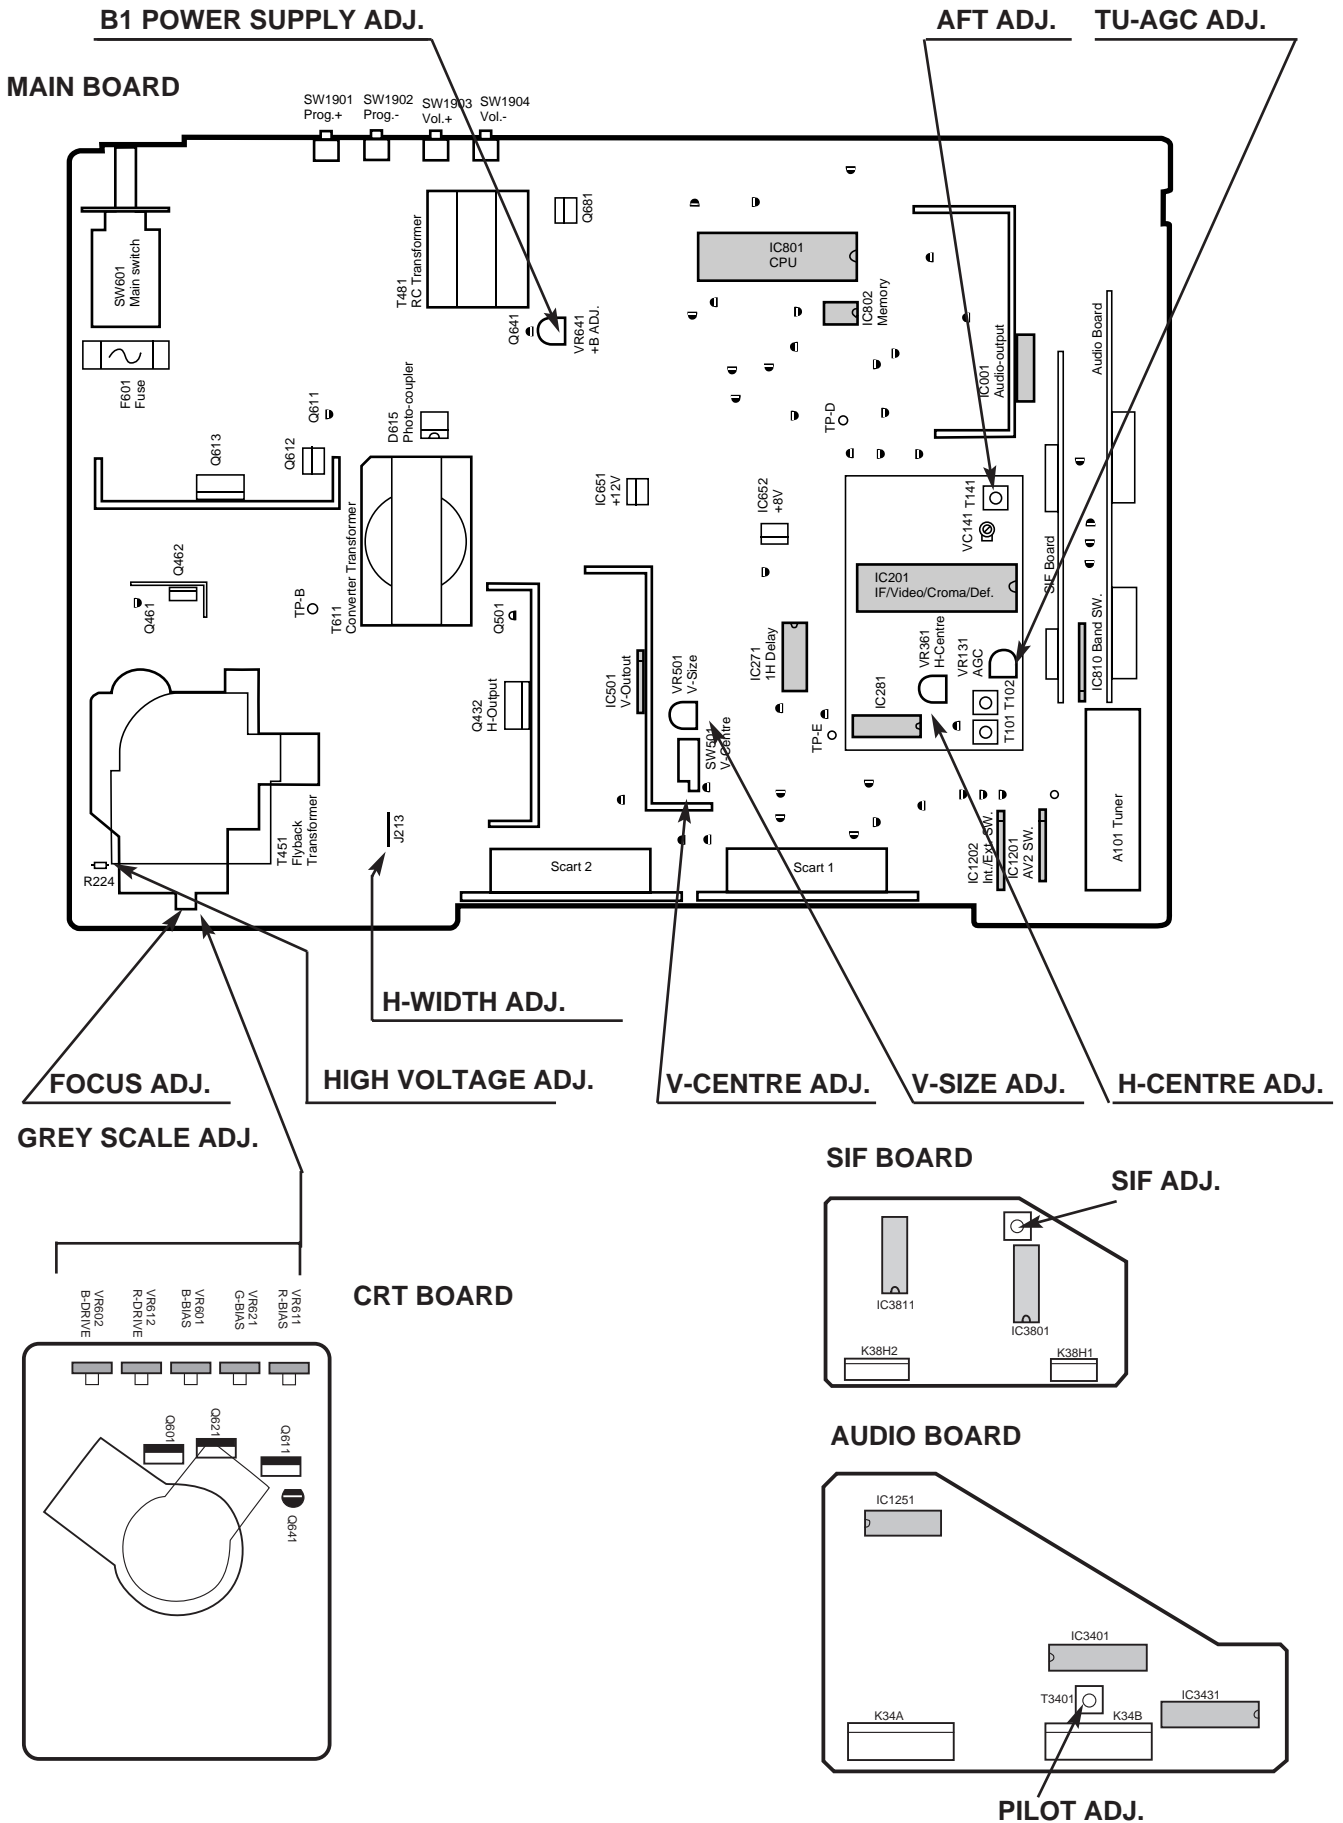 B1 POWER SUPPLY ADJ.
AFT ADJ.
TU-AGC ADJ.
MAIN BOARD
SW1901
Prog.+
SW1902
Prog.-
SW1903
Vol.+
SW1904
Vol.-
SW601
Main switch
F601
Fuse
T481
RC Transformer
Q681
Q641
VR641
+B ADJ.
IC801
CPU
IC802
Memory
IC001
Audio-output
Audio Board
SIF Board
Q611
Q612
Q613
D615
Photo-coupler
TP-D
IC651
+12V
IC652
+8V
T141
VC141
IC201
IF/Video/Croma/Def.
Q462
Q461
TP-B
T611
Converter Transformer
Q501
Q432
H-Output
IC501
V-Outout
VR501
V-Size
SW501
V-Centre
IC271
1H Delay
TP-E
IC281
VR361
H-Centre
VR131
AGC
T101 T102
IC810 Band SW.
A101 Tuner
T451
Flyback
Transformer
R224
J213
Scart 2
Scart 1
IC1202
Int./Ext. SW.
IC1201
AV2 SW.
H-WIDTH ADJ.
FOCUS ADJ.
HIGH VOLTAGE ADJ.
V-CENTRE ADJ.
V-SIZE ADJ.
H-CENTRE ADJ.
GREY SCALE ADJ.
SIF BOARD
SIF ADJ.
IC3811
IC3801
K38H2
K38H1
CRT BOARD
VR602
B-DRIVE
VR612
R-DRIVE
VR601
B-BIAS
VR621
G-BIAS
VR611
R-BIAS
Q601
Q621
Q611
Q641
AUDIO BOARD
IC1251
IC3401
T3401
IC3431
K34A
K34B
PILOT ADJ.